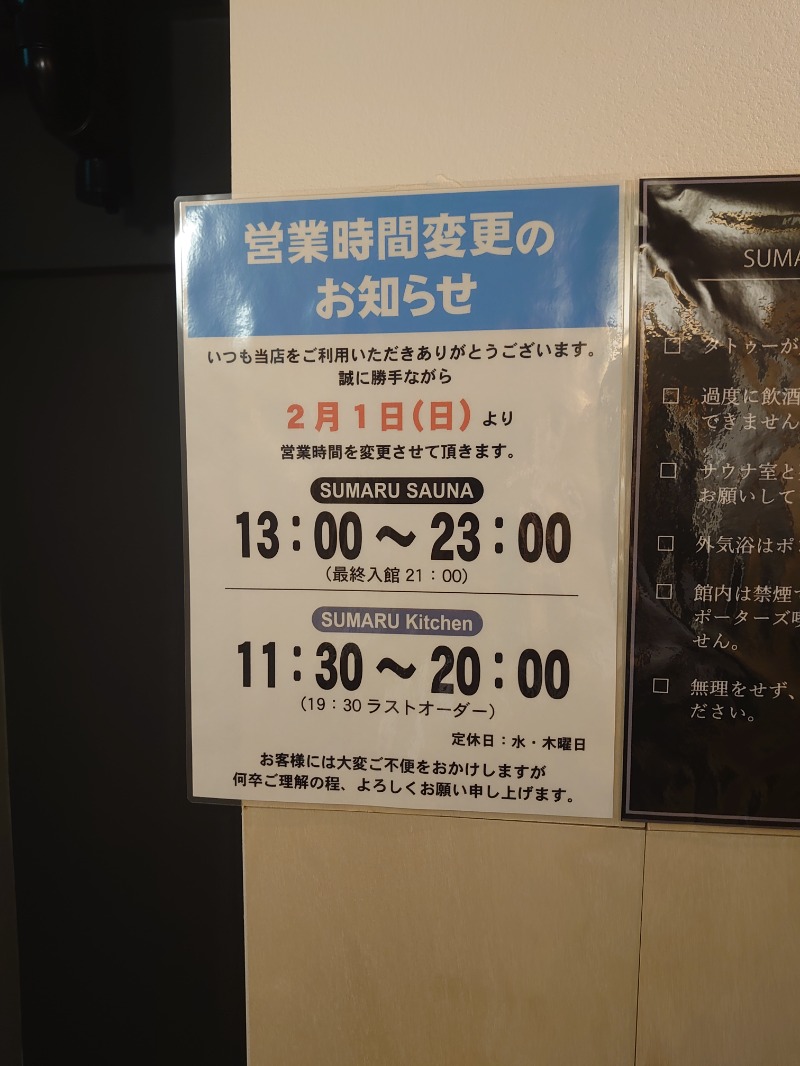 営業時間変更の
お知らせ
いつも当店をご利用いただきありがとうございます。
誠に勝手ながら
2月1日(日)より
営業時間を変更させて頂きます。
SUMARU SAUNA
13:00〜23:00
(最終入館21:00)
SUMARU Kitchen
11:30〜20:00
(19:30ラストオーダー)
定休日:水・木曜日
お客様には大変ご不便をおかけしますが
何卒ご理解の程、よろしくお願い申し上げます。
SUMA
□ タトゥーが
□ 過度に飲酒
できません
□ サウナ室と
お願いして
□ 外気浴はポ
□ 館内は禁煙
ポーターズ
せん。
□ 無理をせず、
ださい。